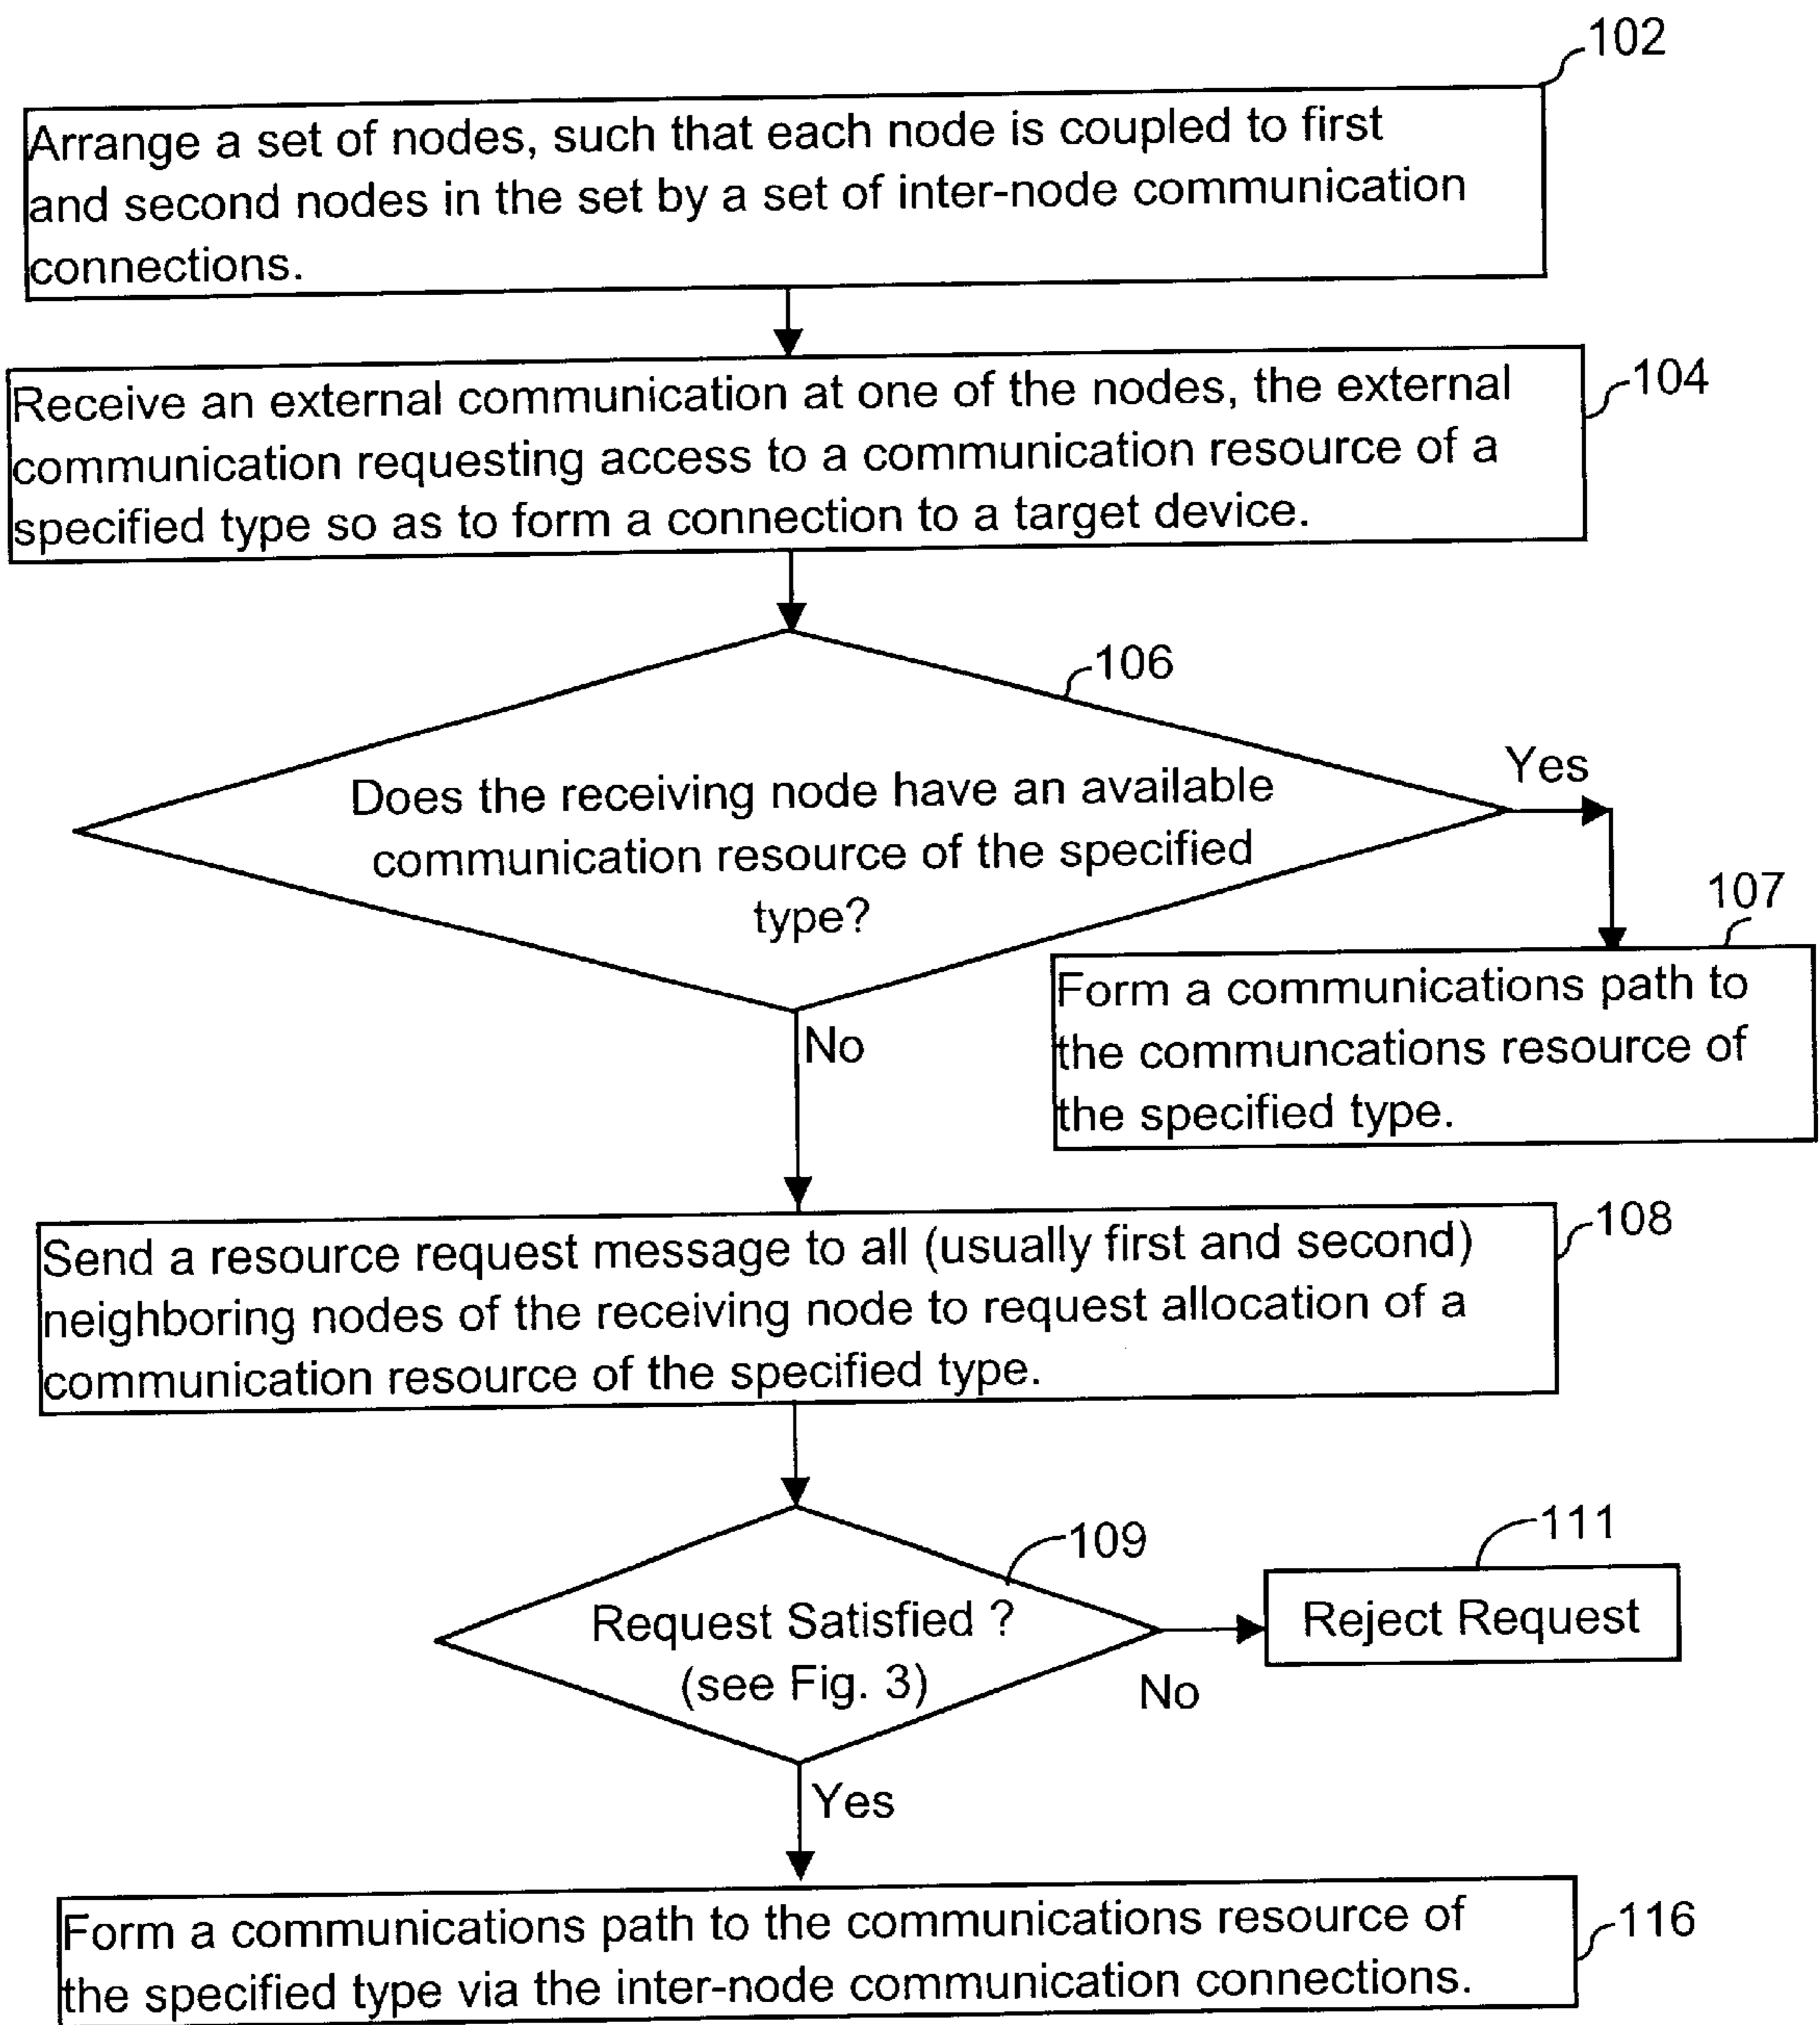 102
Arrange a set of nodes, such that each node is coupled to first
and second nodes in the set by a set of inter-node communication
connections.
104
Receive an external communication at one of the nodes, the external
communication requesting access to a communication resource of a
specified type so as to form a connection to a target device.
106
Does the receiving node have an available
communication resource of the specified
type?
Yes
107
Form a communications path to
the communcations resource of
the specified type.
No
108
Send a resource request message to all (usually first and second)
neighboring nodes of the receiving node to request allocation of a
communication resource of the specified type.
109
Request Satisfied ?
(see Fig. 3)
No
111
Reject Request
Yes
116
Form a communications path to the communications resource of
the specified type via the inter-node communication connections.